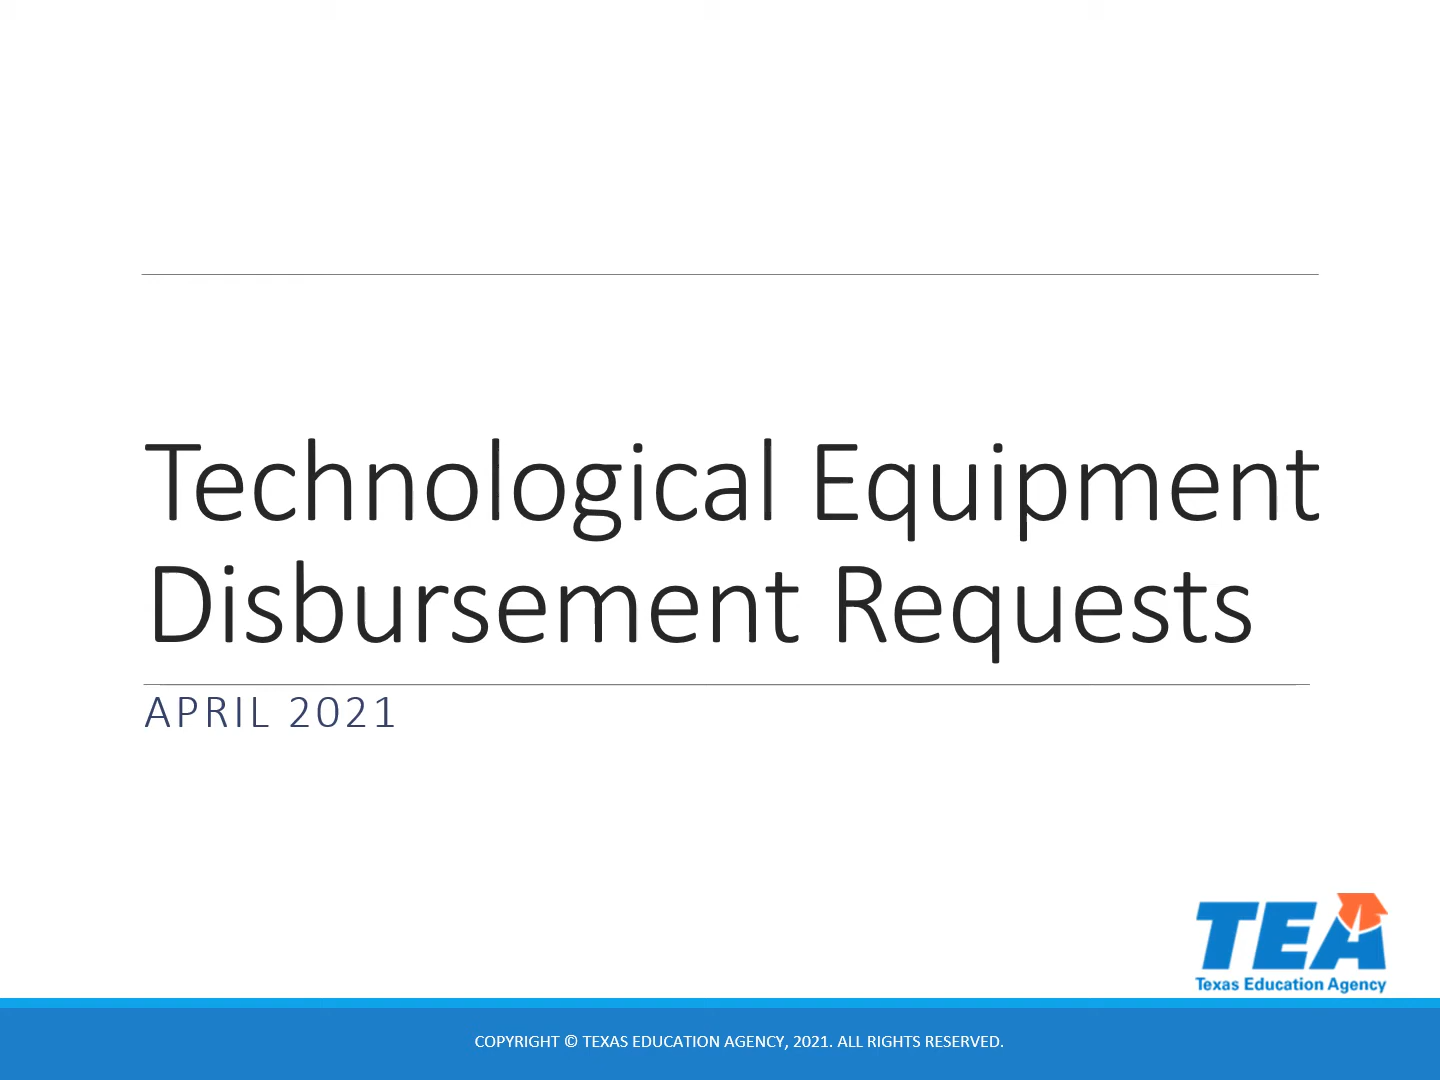 Technological Equipment
Disbursement Requests
APRIL 2021
TEA
Texas Education Agency
COPYRIGHT © TEXAS EDUCATION AGENCY, 2021. ALL RIGHTS RESERVED.